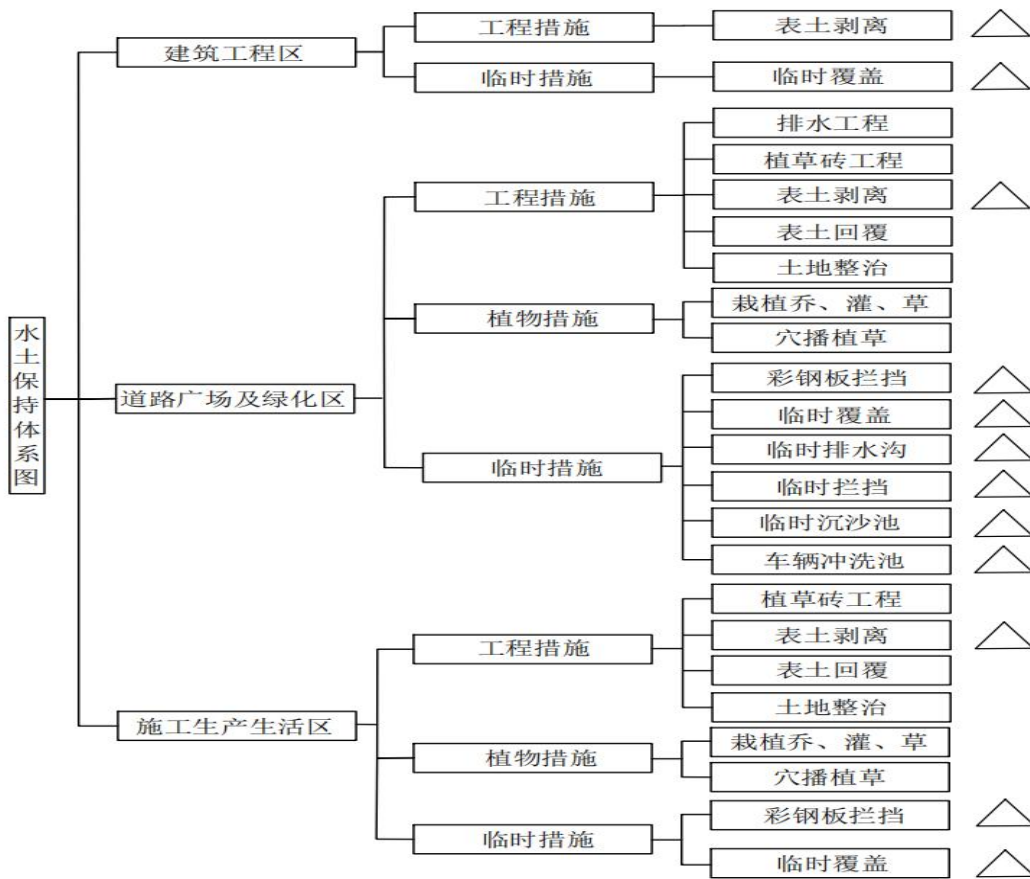 水土保持体系图
建筑工程区
工程措施
表土剥离
临时措施
临时覆盖
道路广场及绿化区
工程措施
排水工程
植草砖工程
表土剥离
表土回覆
土地整治
植物措施
栽植乔、灌、草
穴播植草
临时措施
彩钢板拦挡
临时覆盖
临时排水沟
临时拦挡
临时沉沙池
车辆冲洗池
施工生产生活区
工程措施
植草砖工程
表土剥离
表土回覆
土地整治
植物措施
栽植乔、灌、草
穴播植草
临时措施
彩钢板拦挡
临时覆盖